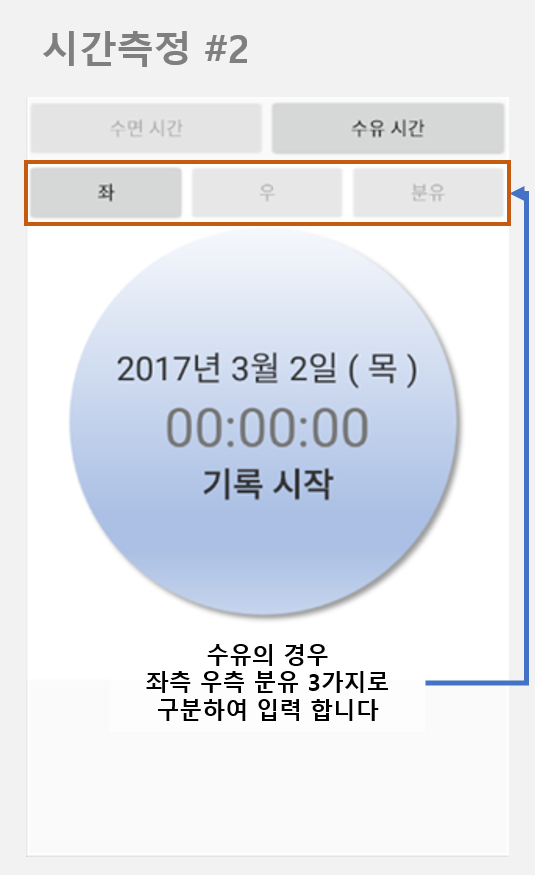 시간측정 #2
수면 시간 수유 시간
좌 우 분유
2017년 3월 2일 ( 목 )
00:00:00
기록 시작
수유의 경우
좌측 우측 분유 3가지로
구분하여 입력 합니다